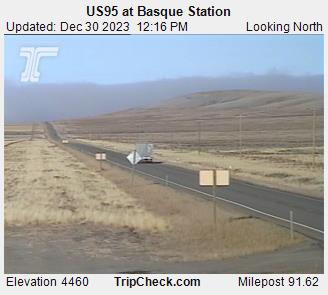 US95 at Basque Station
Updated: Dec 30 2023 12:16 PM Looking North
Elevation 4460 TripCheck.com Milepost 91.62